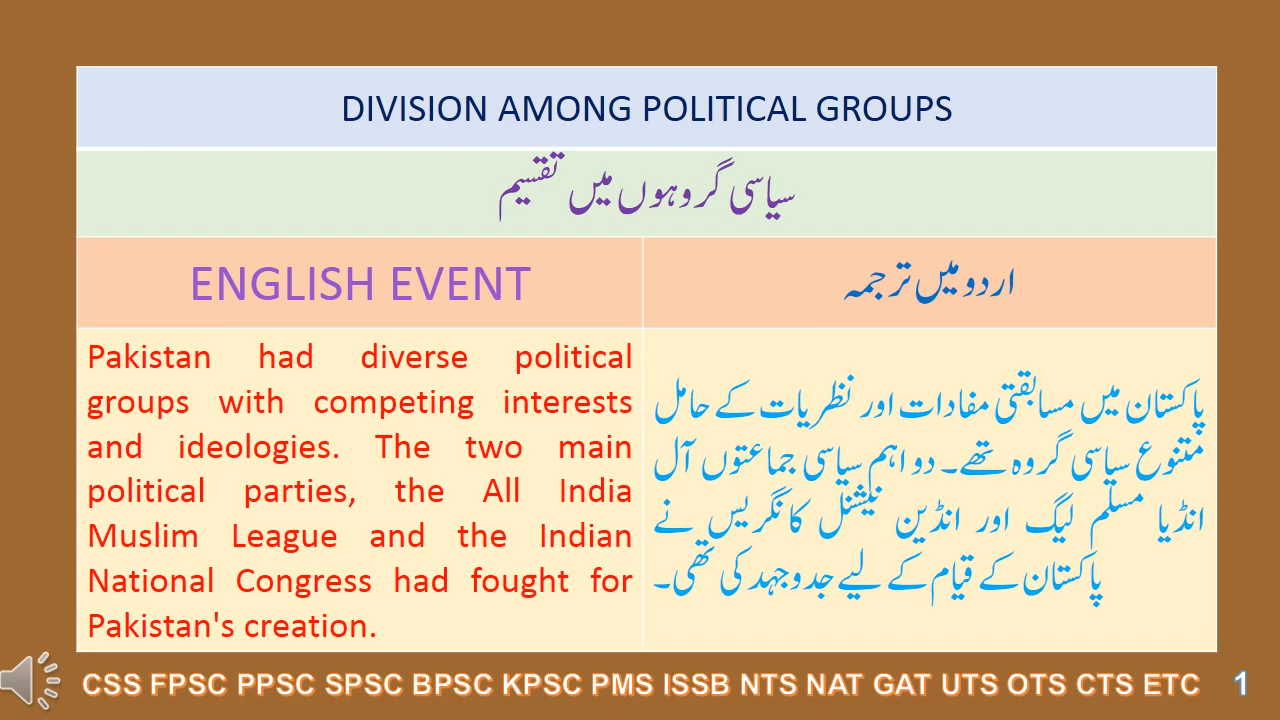 DIVISION AMONG POLITICAL GROUPS
سیاسی گروہوں میں تقسیم
ENGLISH EVENT
اردو میں ترجمہ
Pakistan had diverse political
groups with competing interests
and ideologies. The two main
political parties, the All India
Muslim League and the Indian
National Congress had fought for
Pakistan's creation.
پاکستان میں مسابقتی مفادات اور نظریات کے حامل
متنوع سیاسی گروہ تھے۔ دو اہم سیاسی جماعتوں آل
انڈیا مسلم لیگ اور انڈین نیشنل کانگریس نے
پاکستان کے قیام کے لیے جدوجہد کی تھی۔
CSS FPSC PPSC SPSC BPSC KPSC PMS ISSB NTS NAT GAT UTS OTS CTS ETC 1